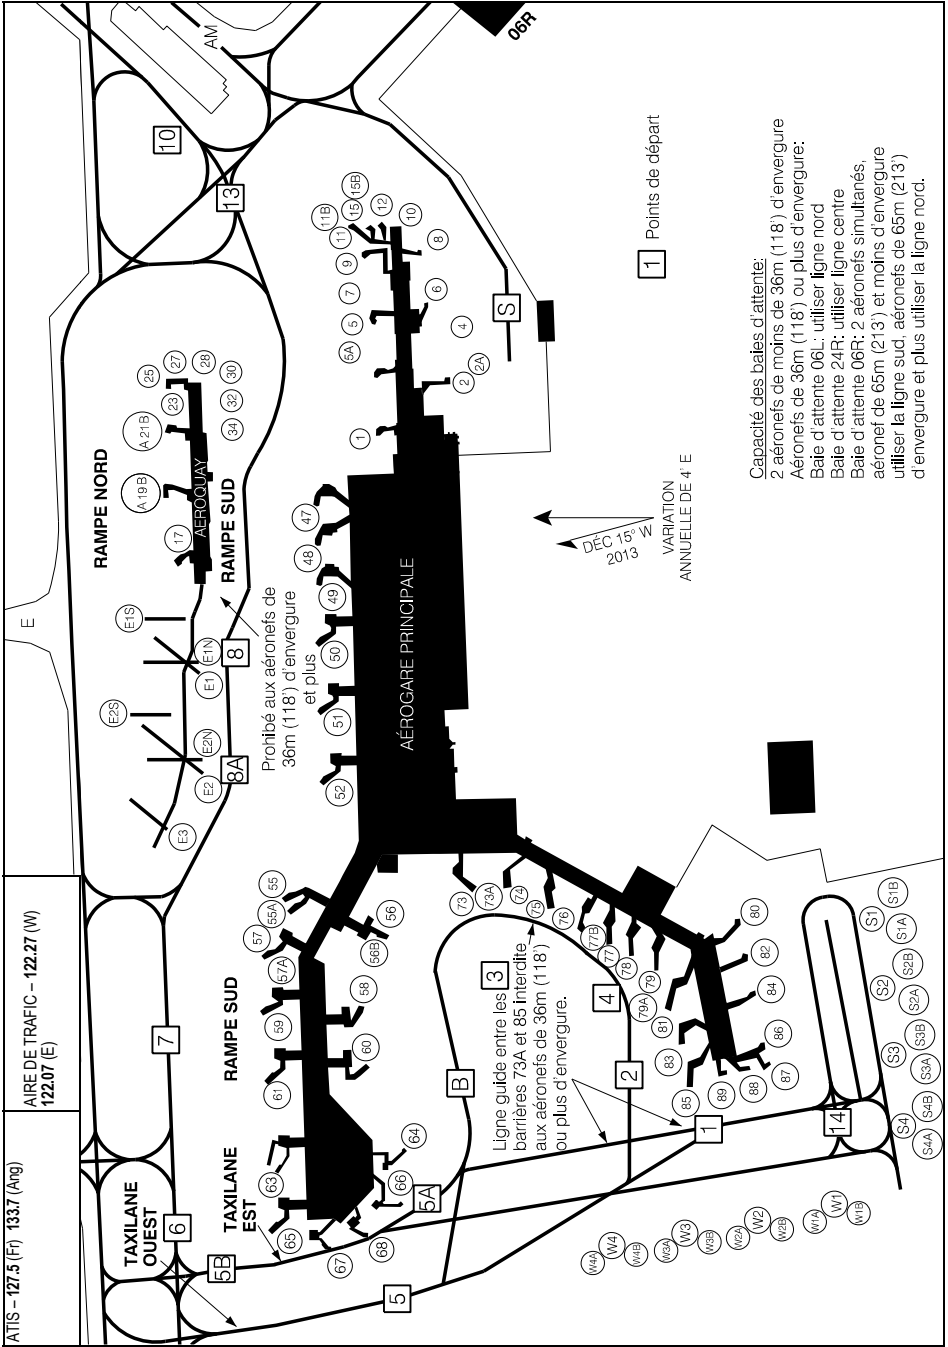 ATIS – 127.5 (Fr) 133.7 (Ang)
AIRE DE TRAFIC – 122.27 (W)
122.07 (E)
TAXILANE
OUEST
TAXILANE
EST
RAMPE SUD
RAMPE NORD
RAMPE SUD
AEROQUAY
AÉROGARE PRINCIPALE
Prohibé aux aéronefs de
36m (118') d'envergure
et plus
Ligne guide entre les
barrières 73A et 85 interdite
aux aéronefs de 36m (118')
ou plus d'envergure.
VARIATION
ANNUELLE DE 4' E
DÉC 15° W
2013
1 Points de départ
Capacité des baies d'attente:
2 aéronefs de moins de 36m (118') d'envergure
Aéronefs de 36m (118') ou plus d'envergure:
Baie d'attente 06L: utiliser ligne nord
Baie d'attente 24R: utiliser ligne centre
Baie d'attente 06R: 2 aéronefs simultanés,
aéronef de 65m (213') et moins d'envergure
utiliser la ligne sud, aéronefs de 65m (213')
d'envergure et plus utiliser la ligne nord.
06R
AM
E
10
13
S
8
8A
7
6
5B
5A
5
B
3
4
2
1
14
25
27
28
23
30
32
34
A21B
A19B
17
E1S
E1N
E1
E2S
E2N
E2
E3
11B
15
15B
12
11
10
9
8
7
6
5
5A
4
2A
2
1
47
48
49
50
51
52
55
55A
56
56B
57
57A
58
59
60
61
63
64
65
66
67
68
73
73A
74
75
76
77B
77
78
79
79A
80
81
82
83
84
85
86
87
88
89
S1
S1B
S1A
S2
S2B
S2A
S3
S3B
S3A
S4
S4B
S4A
W4A
W4
W4B
W3A
W3
W3B
W2A
W2
W2B
W1A
W1
W1B